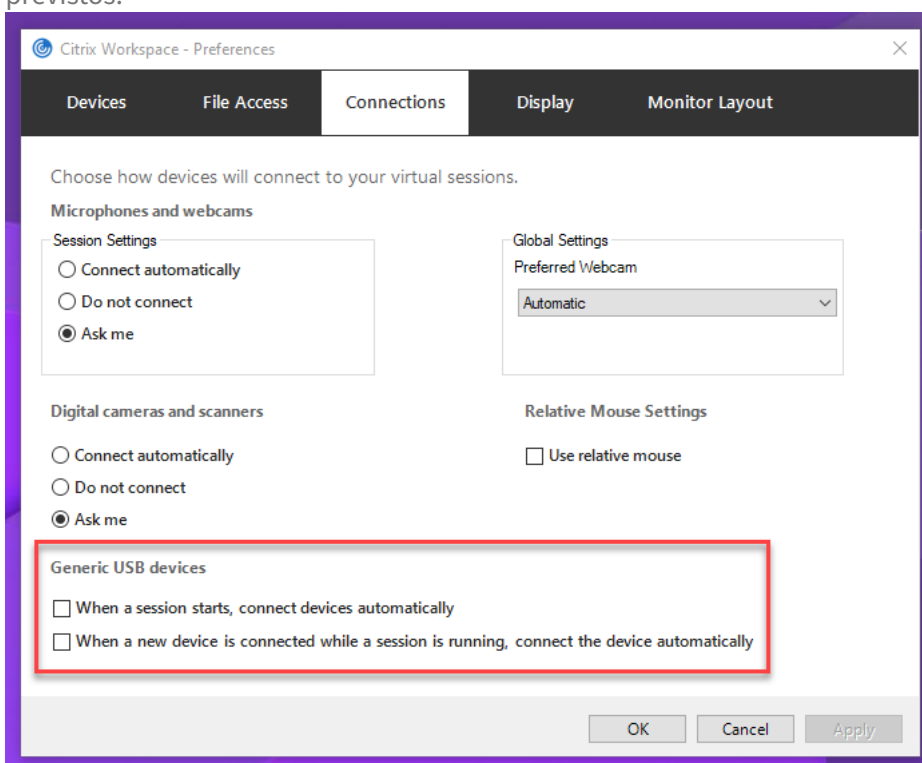 previstos.
Citrix Workspace - Preferences
Devices File Access Connections Display Monitor Layout
Choose how devices will connect to your virtual sessions.
Microphones and webcams
Session Settings
Connect automatically
Do not connect
Ask me
Global Settings
Preferred Webcam
Automatic
Digital cameras and scanners
Connect automatically
Do not connect
Ask me
Relative Mouse Settings
Use relative mouse
Generic USB devices
When a session starts, connect devices automatically
When a new device is connected while a session is running, connect the device automatically
OK Cancel Apply